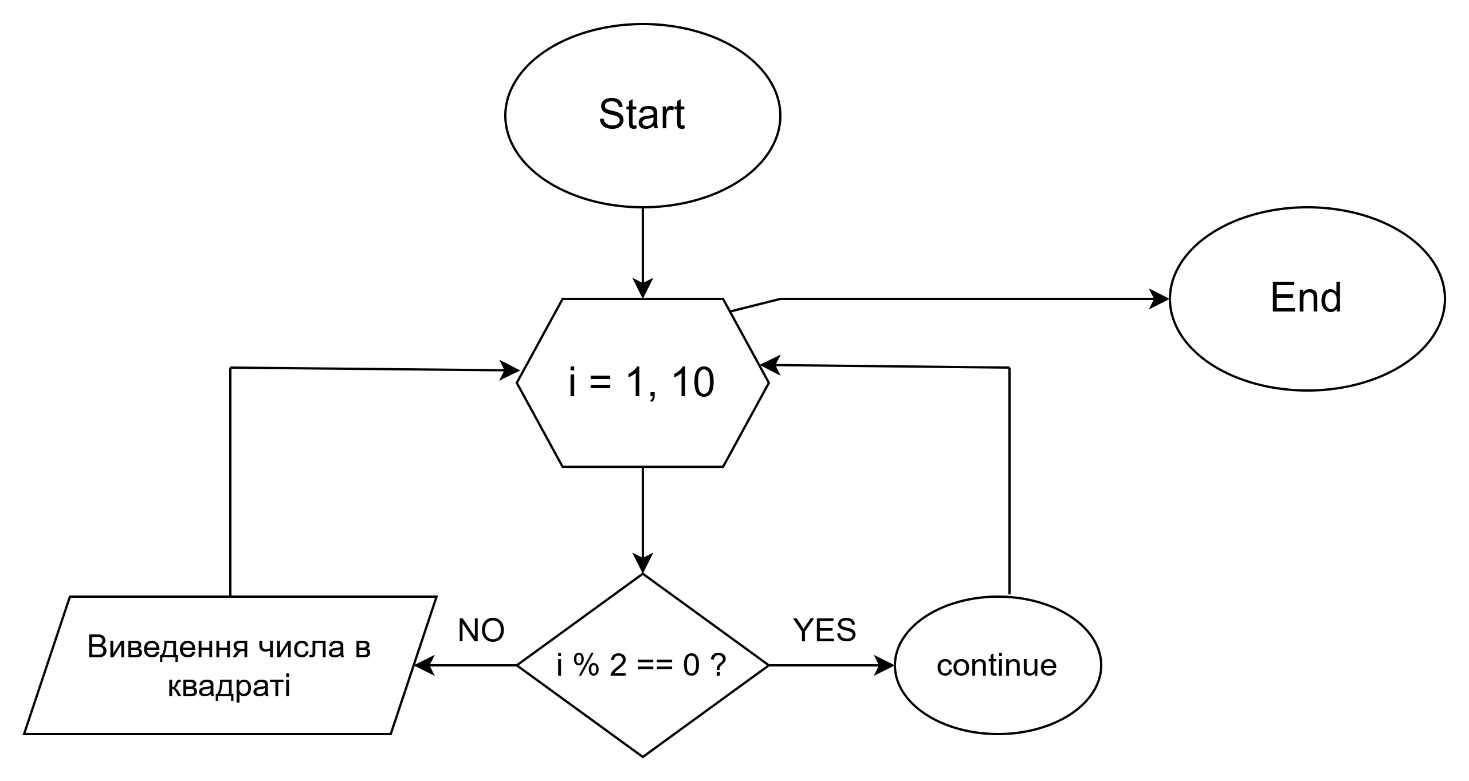 Start
End
i = 1, 10
NO
YES
Виведення числа в
квадраті
i % 2 == 0 ?
continue